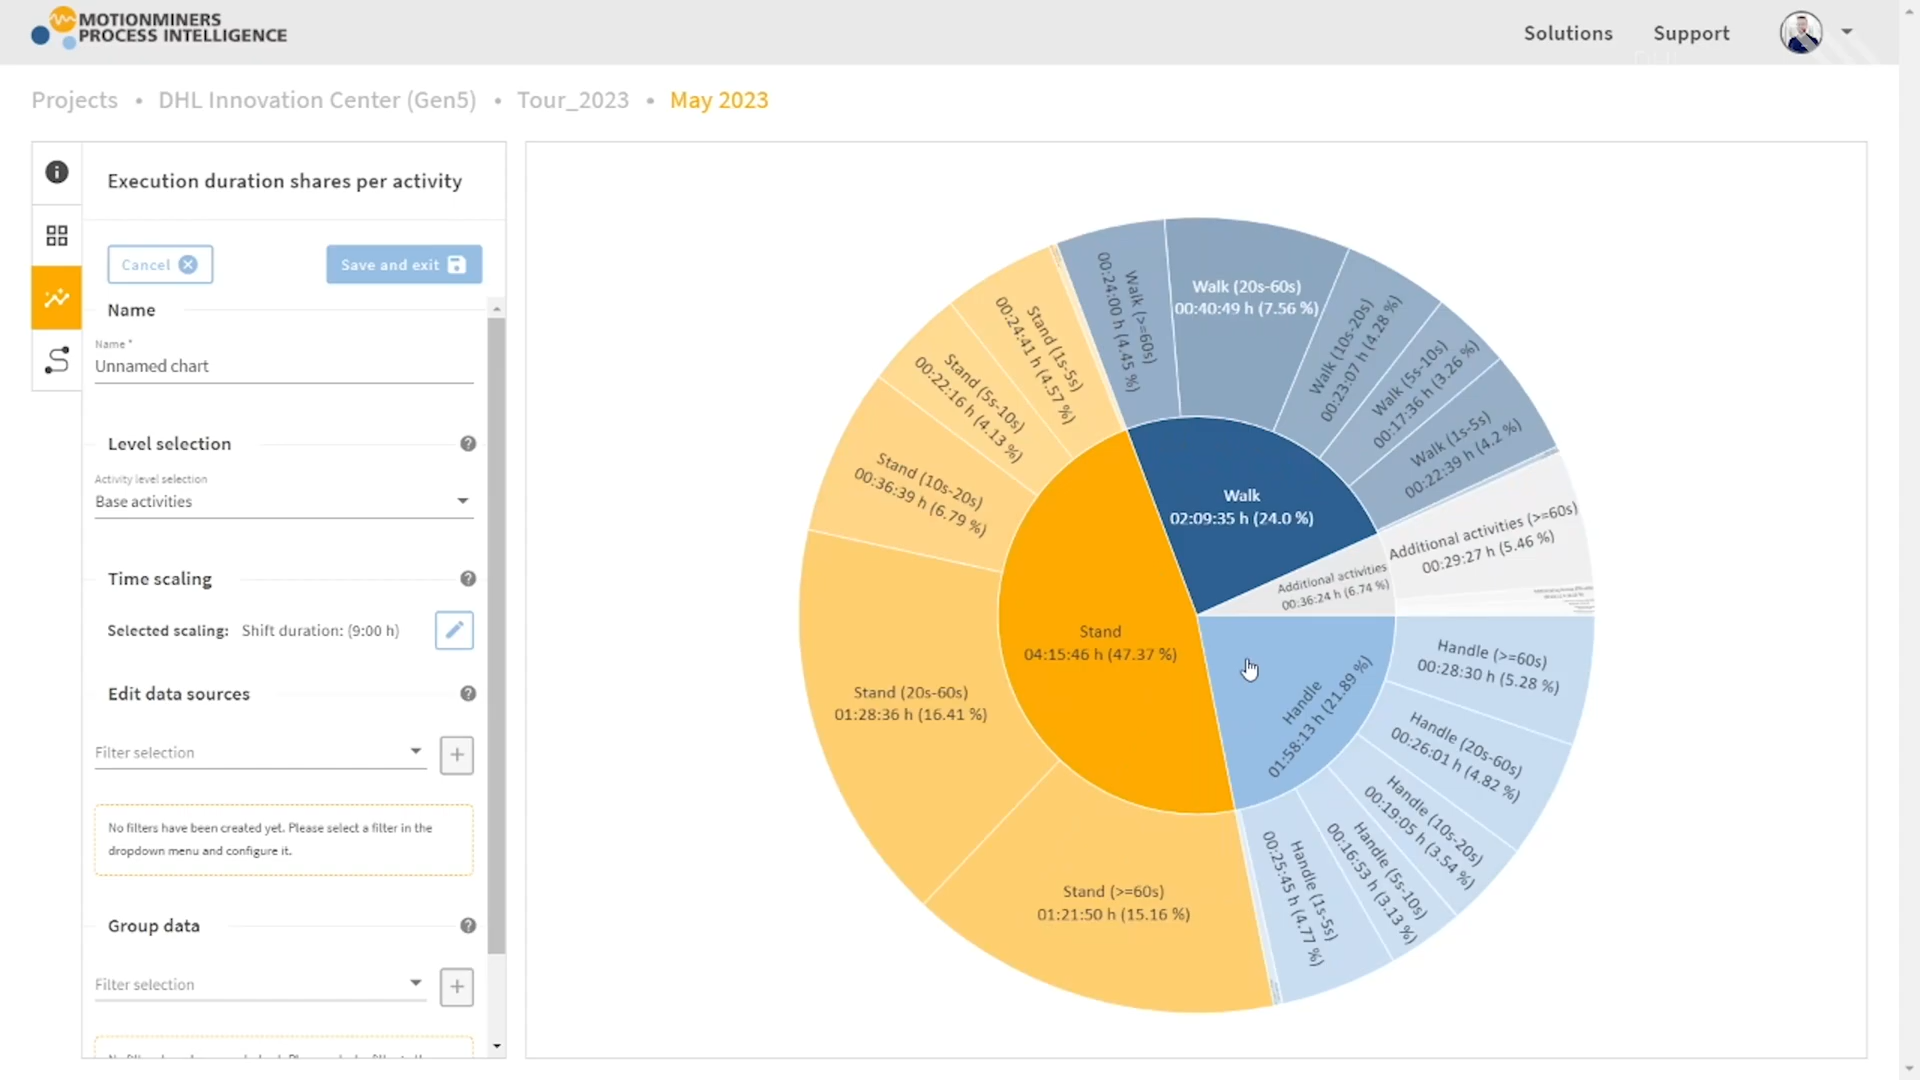 MOTIONMINERS
PROCESS INTELLIGENCE
Solutions
Support
Projects • DHL Innovation Center (Gen5) • Tour_2023 • May 2023
Execution duration shares per activity
Cancel
Save and exit
Name
Name *
Unnamed chart
Level selection
Activity level selection
Base activities
Time scaling
Selected scaling: Shift duration: (9:00 h)
Edit data sources
Filter selection
No filters have been created yet. Please select a filter in the
dropdown menu and configure it.
Group data
Filter selection
Walk (>=60s)
00:24:00 h (4.45 %)
Walk (20s-60s)
00:40:49 h (7.56 %)
Walk (10s-20s)
00:23:07 h (4.28 %)
Walk (5s-10s)
00:17:36 h (3.26 %)
Walk (1s-5s)
00:22:39 h (4.2 %)
Additional activities (>=60s)
00:29:27 h (5.46 %)
Walk
02:09:35 h (24.0 %)
Additional activities
00:36:24 h (6.74 %)
Stand (1s-5s)
00:24:41 h (4.57 %)
Stand (5s-10s)
00:22:16 h (4.13 %)
Stand (10s-20s)
00:36:39 h (6.79 %)
Stand (20s-60s)
01:28:36 h (16.41 %)
Stand (>=60s)
01:21:50 h (15.16 %)
Stand
04:15:46 h (47.37 %)
Handle
01:58:13 h (21.89 %)
Handle (>=60s)
00:28:30 h (5.28 %)
Handle (20s-60s)
00:26:01 h (4.82 %)
Handle (10s-20s)
00:19:05 h (3.54 %)
Handle (5s-10s)
00:16:53 h (3.13 %)
Handle (1s-5s)
00:25:45 h (4.77 %)